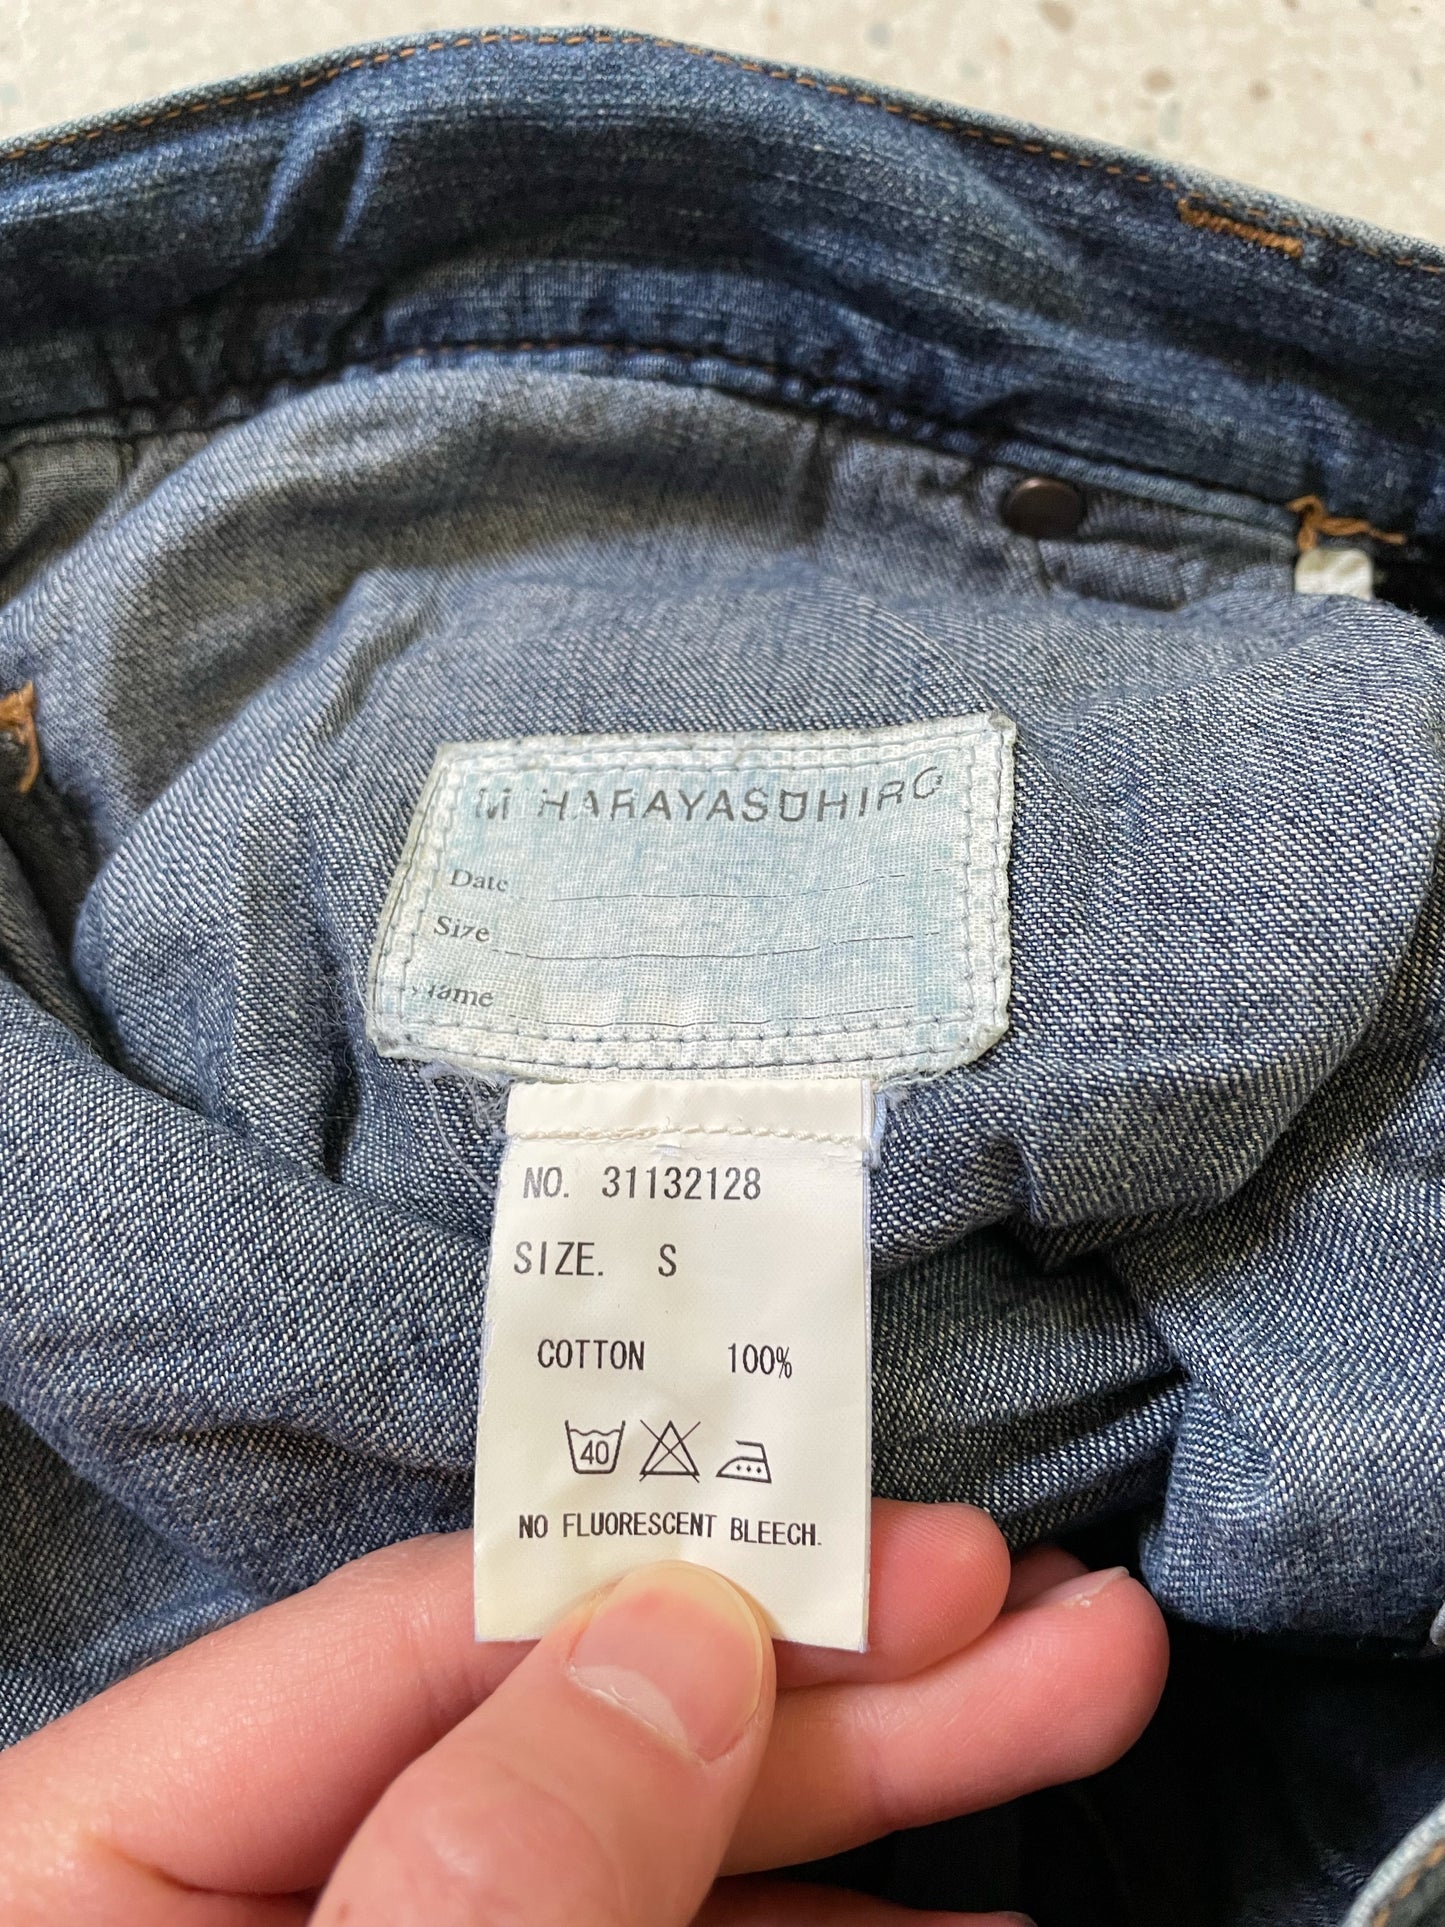 MIHARAYASUHIRO
Date
Size
Name
NO. 31132128
SIZE. S
COTTON 100%
40
NO FLUORESCENT BLEECH.